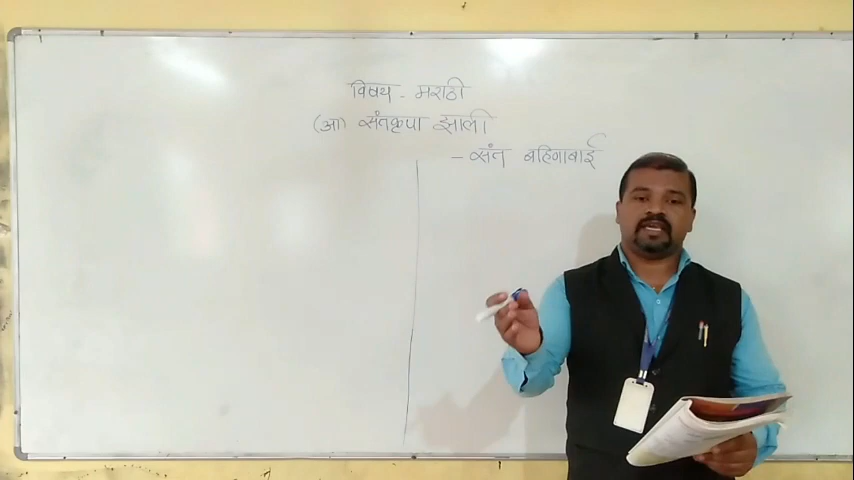 विषय - मराठी
(आ) संतकृपा झाली
- संत बहिणाबाई